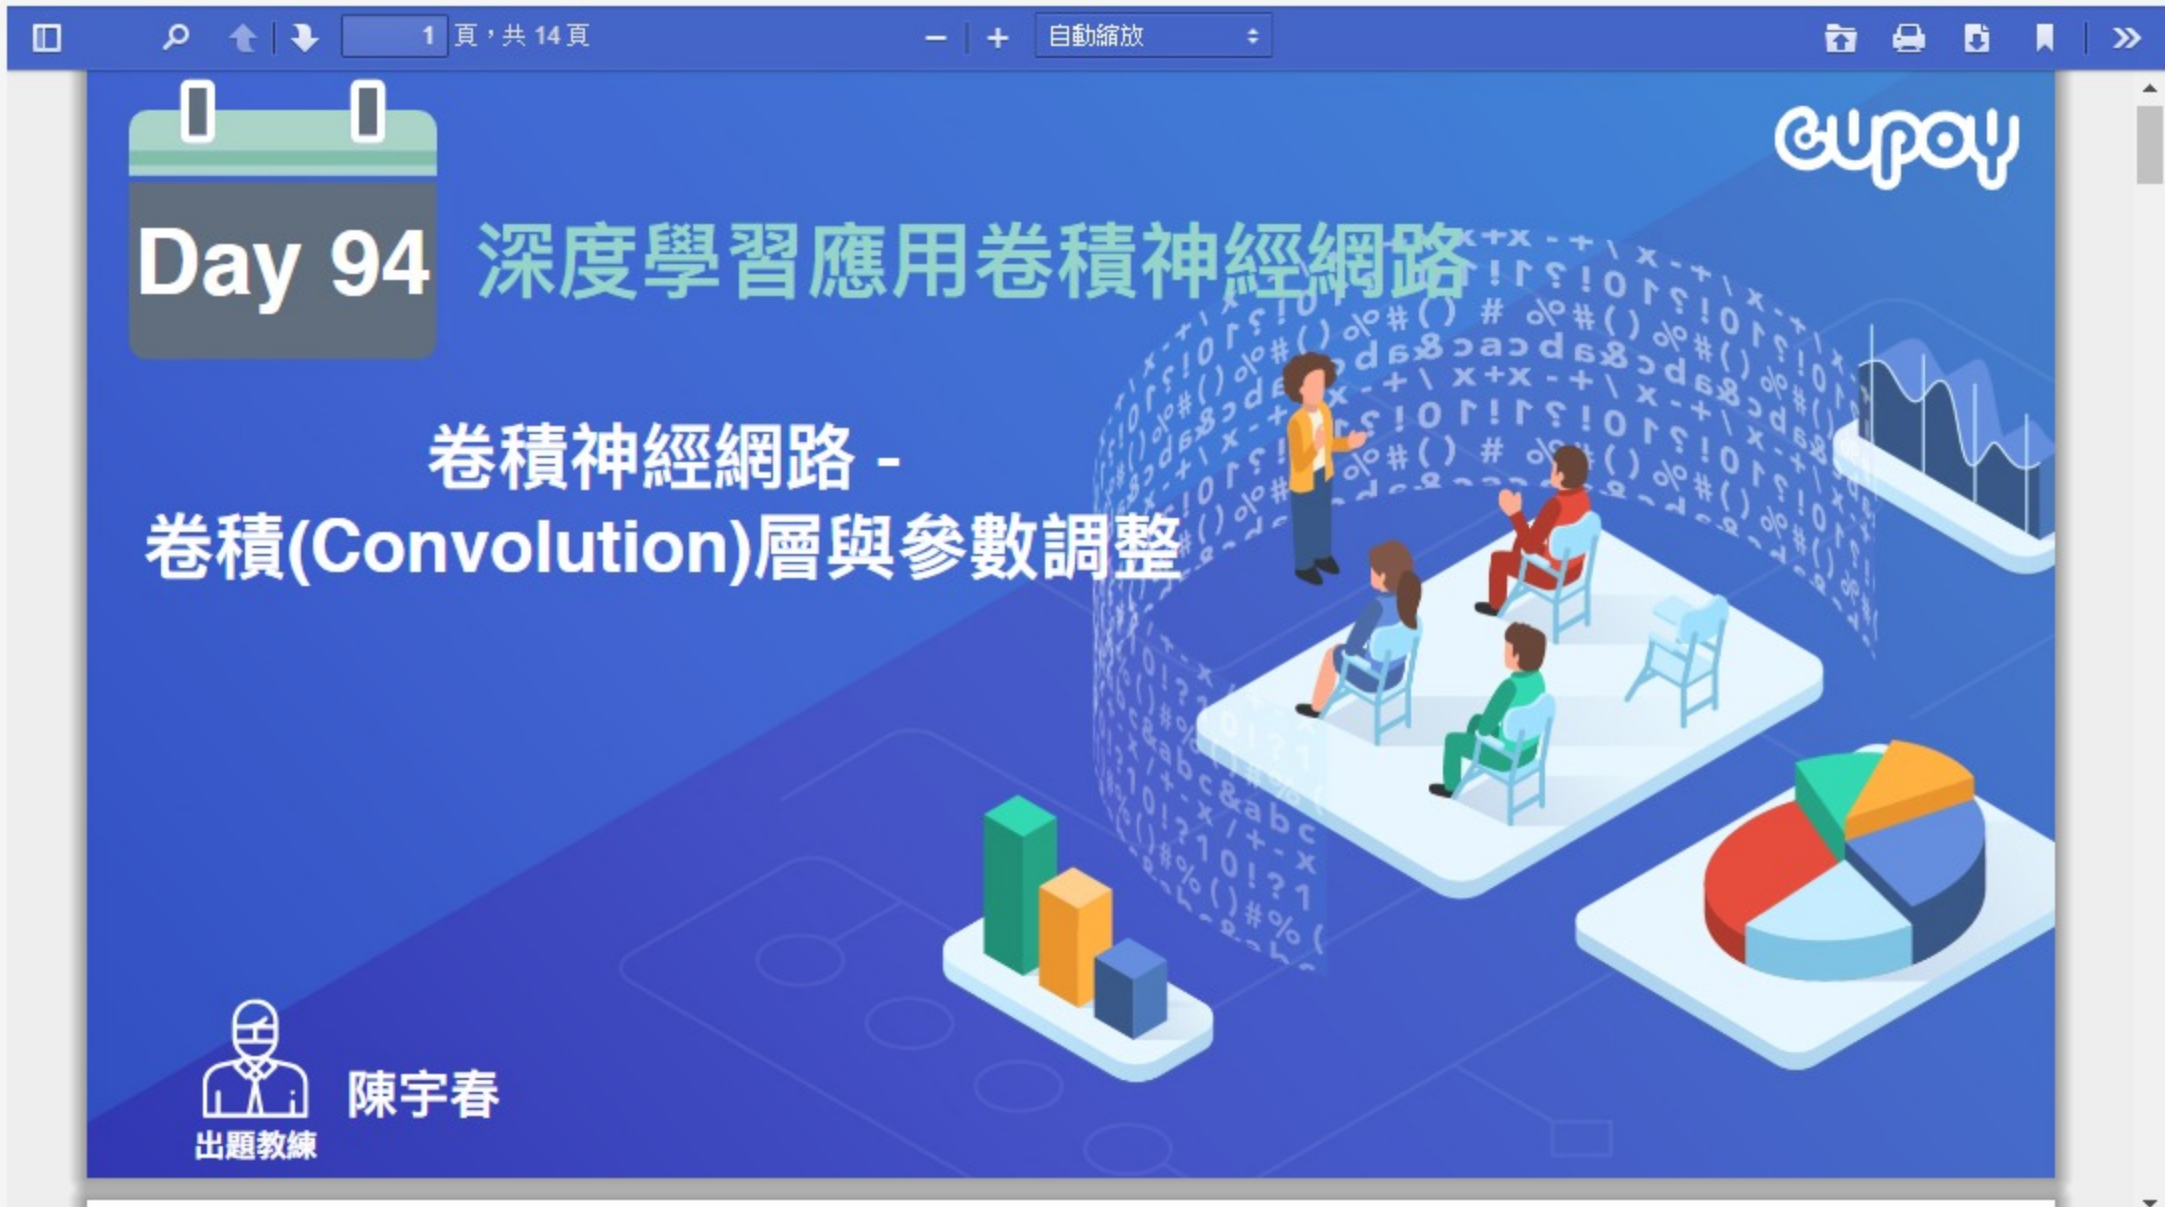 1 頁，共 14 頁
自動縮放
cupoy
Day 94
深度學習應用卷積神經網路
卷積神經網路 -
卷積(Convolution)層與參數調整
陳宇春
出題教練